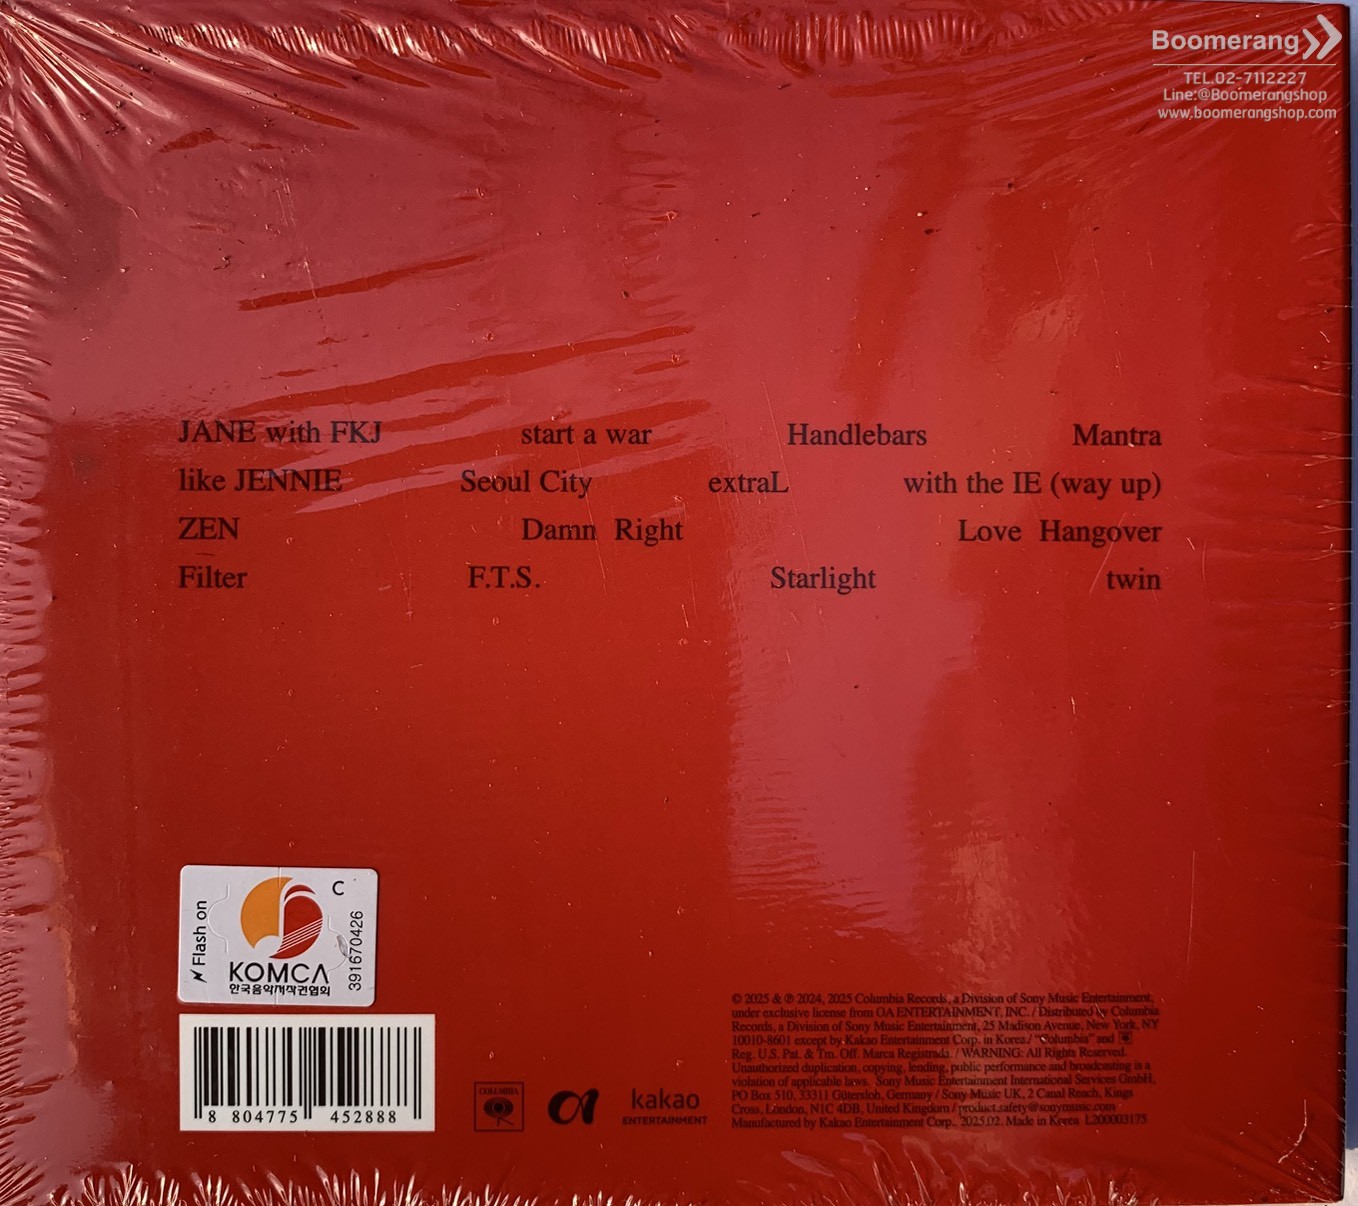 Boomerang
TEL.02-7112227
Line:@Boomerangshop
www.boomerangshop.com
JANE with FKJ start a war Handlebars Mantra
like JENNIE Seoul City extraL with the IE (way up)
ZEN Damn Right Love Hangover
Filter F.T.S. Starlight twin
Flash on
C
391670426
KOMCA
한국음악저작권협회
8 804775 452888
COLUMBIA
OA
kakao
ENTERTAINMENT
© 2025 & ℗ 2024, 2025 Columbia Records, a Division of Sony Music Entertainment,
under exclusive license from OA ENTERTAINMENT, INC. / Distributed by Columbia
Records, a Division of Sony Music Entertainment, 25 Madison Avenue, New York, NY
10010-8601 except by Kakao Entertainment Corp. in Korea / "Columbia" and
Reg. U.S. Pat. & Tm. Off. Marca Registrada. / WARNING: All Rights Reserved.
Unauthorized duplication, copying, lending, public performance and broadcasting is a
violation of applicable laws. Sony Music Entertainment International Services GmbH,
PO Box 510, 33311 Gütersloh, Germany / Sony Music UK, 2 Canal Reach, Kings
Cross, London, N1C 4DB, United Kingdom / product.safety@sonymusic.com
Manufactured by Kakao Entertainment Corp., 2025.02. Made in Korea L200003175